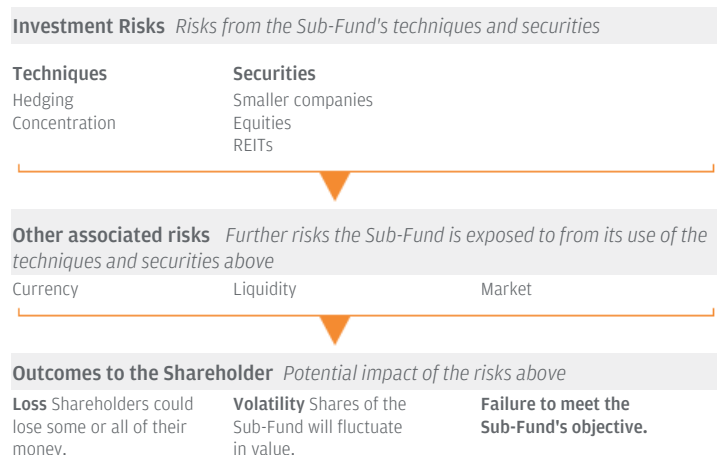 Investment Risks Risks from the Sub-Fund's techniques and securities
Techniques
Hedging
Concentration
Securities
Smaller companies
Equities
REITs
Other associated risks Further risks the Sub-Fund is exposed to from its use of the
techniques and securities above
Currency
Liquidity
Market
Outcomes to the Shareholder Potential impact of the risks above
Loss Shareholders could
lose some or all of their
money.
Volatility Shares of the
Sub-Fund will fluctuate
in value.
Failure to meet the
Sub-Fund's objective.